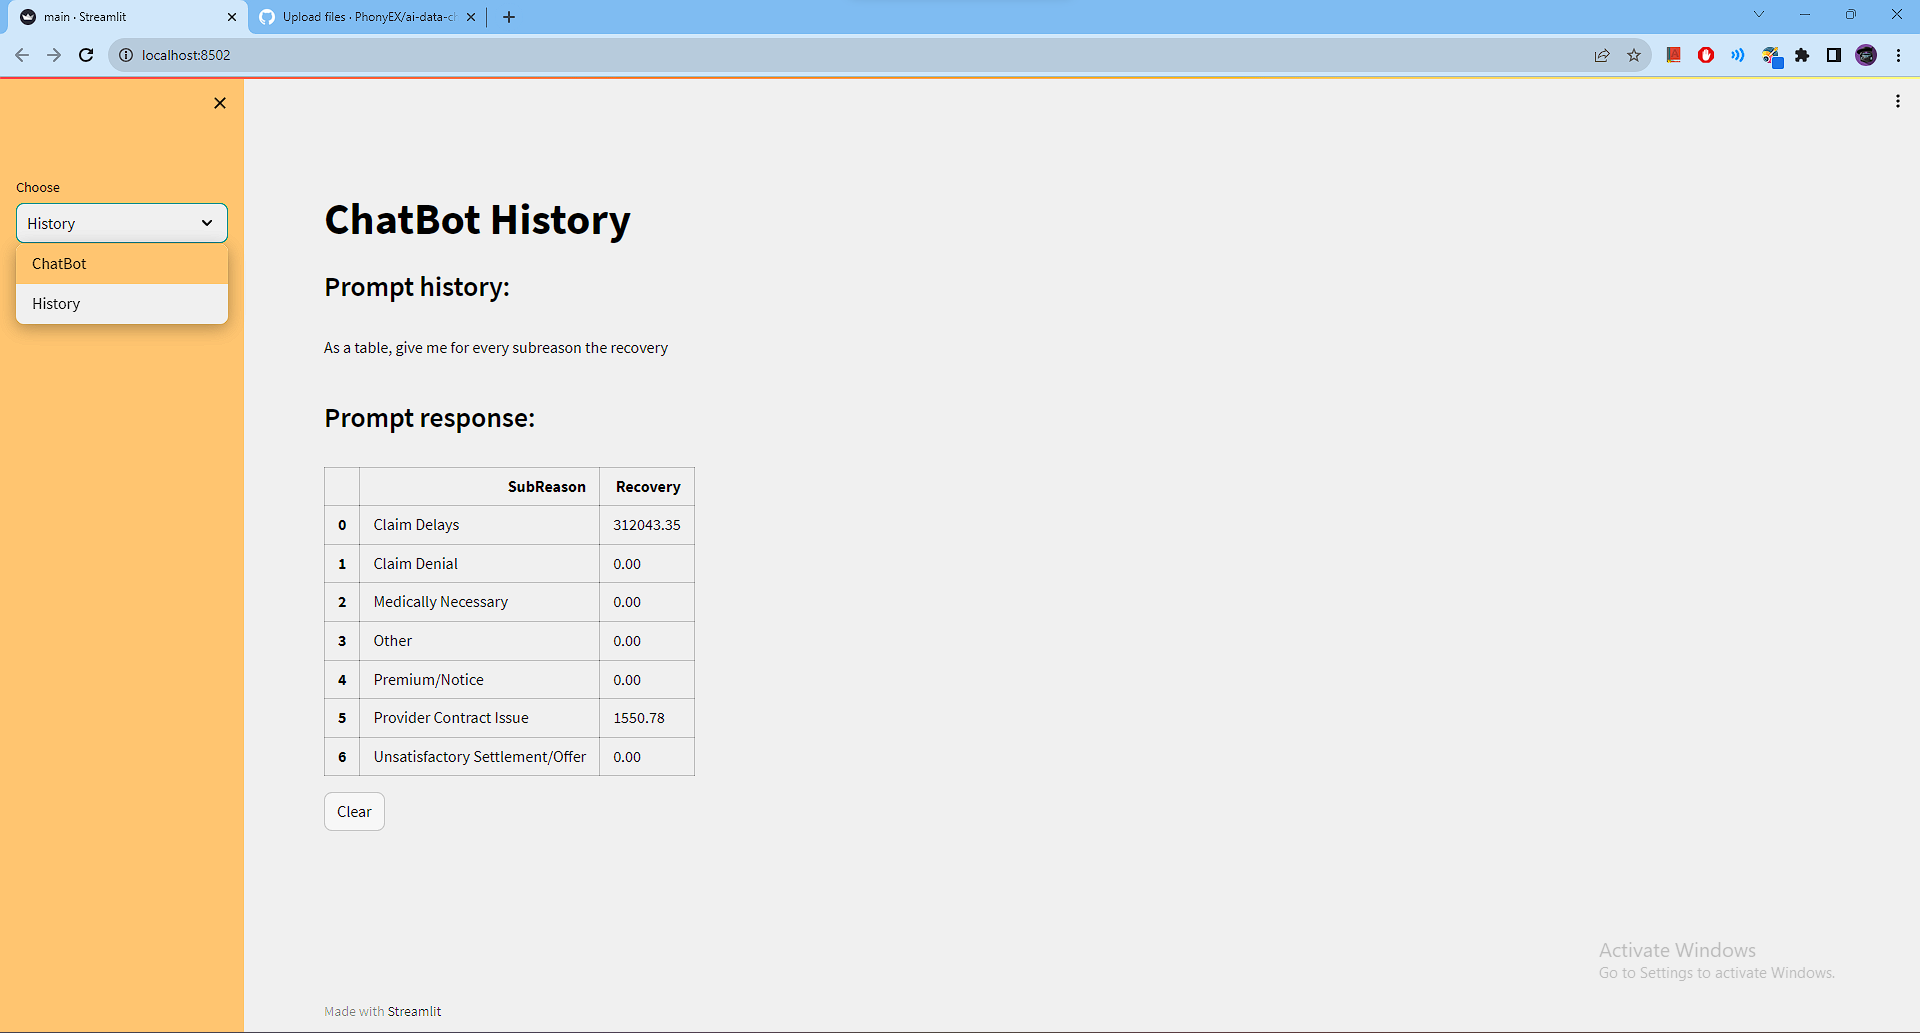 main · Streamlit
Upload files · PhonyEX/ai-data-ch
localhost:8502
Choose
History
ChatBot
History
ChatBot History
Prompt history:
As a table, give me for every subreason the recovery
Prompt response:
SubReason Recovery
0 Claim Delays 312043.35
1 Claim Denial 0.00
2 Medically Necessary 0.00
3 Other 0.00
4 Premium/Notice 0.00
5 Provider Contract Issue 1550.78
6 Unsatisfactory Settlement/Offer 0.00
Clear
Activate Windows
Go to Settings to activate Windows.
Made with Streamlit